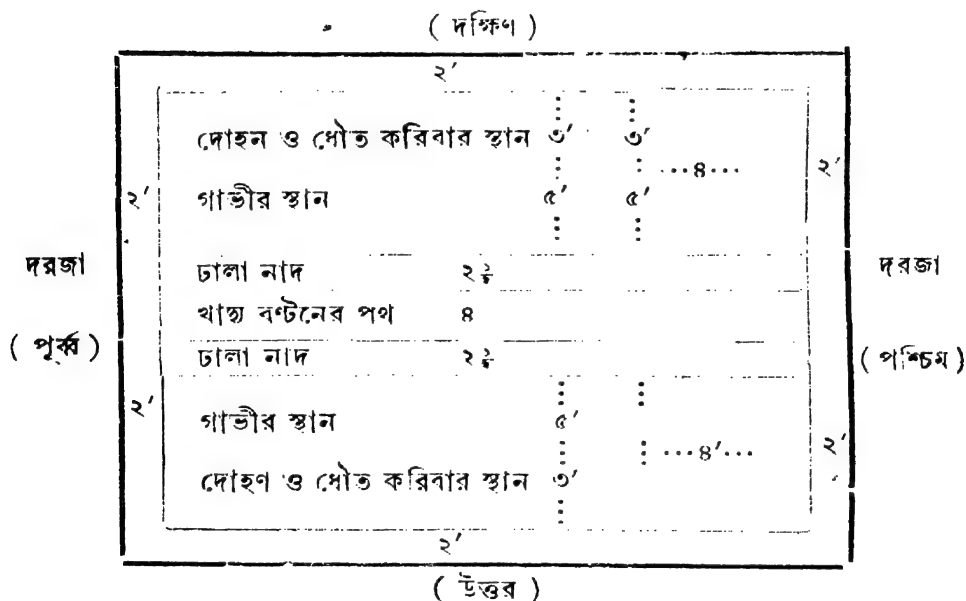 ( দক্ষিণ )
২′
দোহন ও ধৌত করিবার স্থান ৩′ ৩′
২′ ...৪... ২′
গাভীর স্থান ৫′ ৫′
দরজা ঢালা নাদ ২ ১/২ দরজা
খাদ্য বণ্টনের পথ ৪
( পূর্ব্ব ) ঢালা নাদ ২ ১/২ ( পশ্চিম )
২′ গাভীর স্থান ৫′
...৪′... ২′
দোহণ ও ধৌত করিবার স্থান ৩′
২′
( উত্তর )